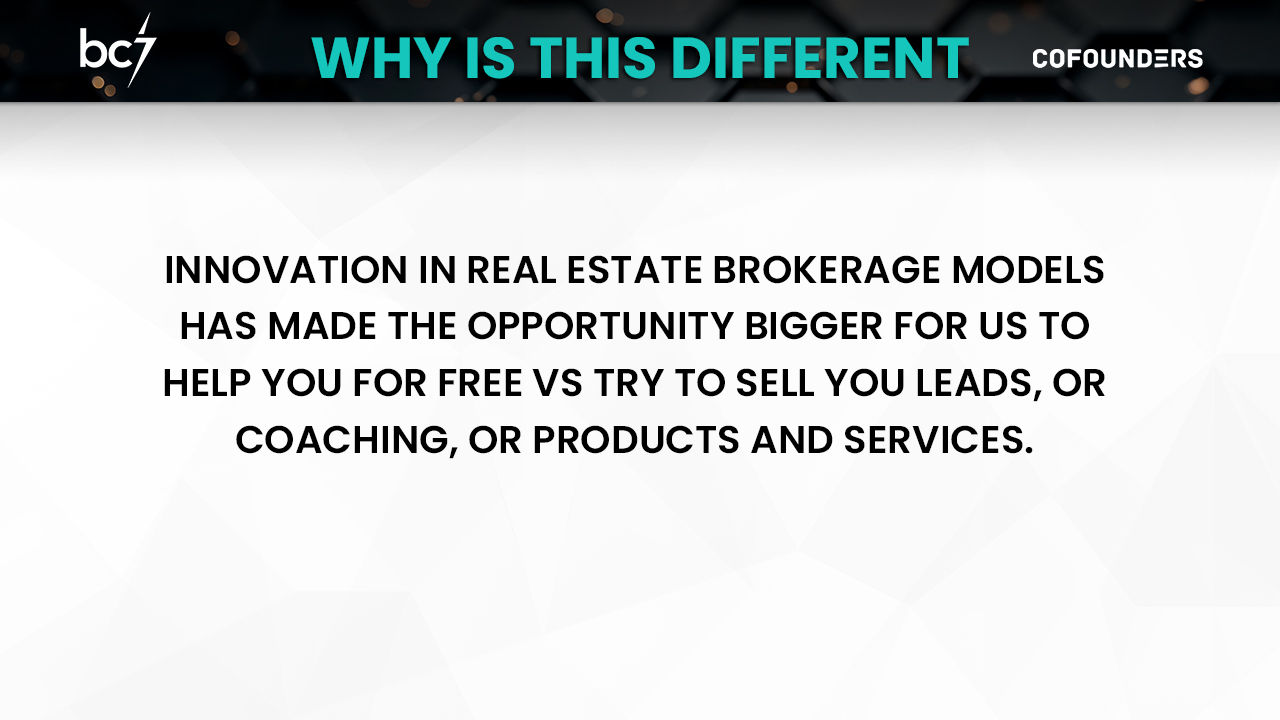 bc7
WHY IS THIS DIFFERENT
COFOUNDERS
INNOVATION IN REAL ESTATE BROKERAGE MODELS
HAS MADE THE OPPORTUNITY BIGGER FOR US TO
HELP YOU FOR FREE VS TRY TO SELL YOU LEADS, OR
COACHING, OR PRODUCTS AND SERVICES.